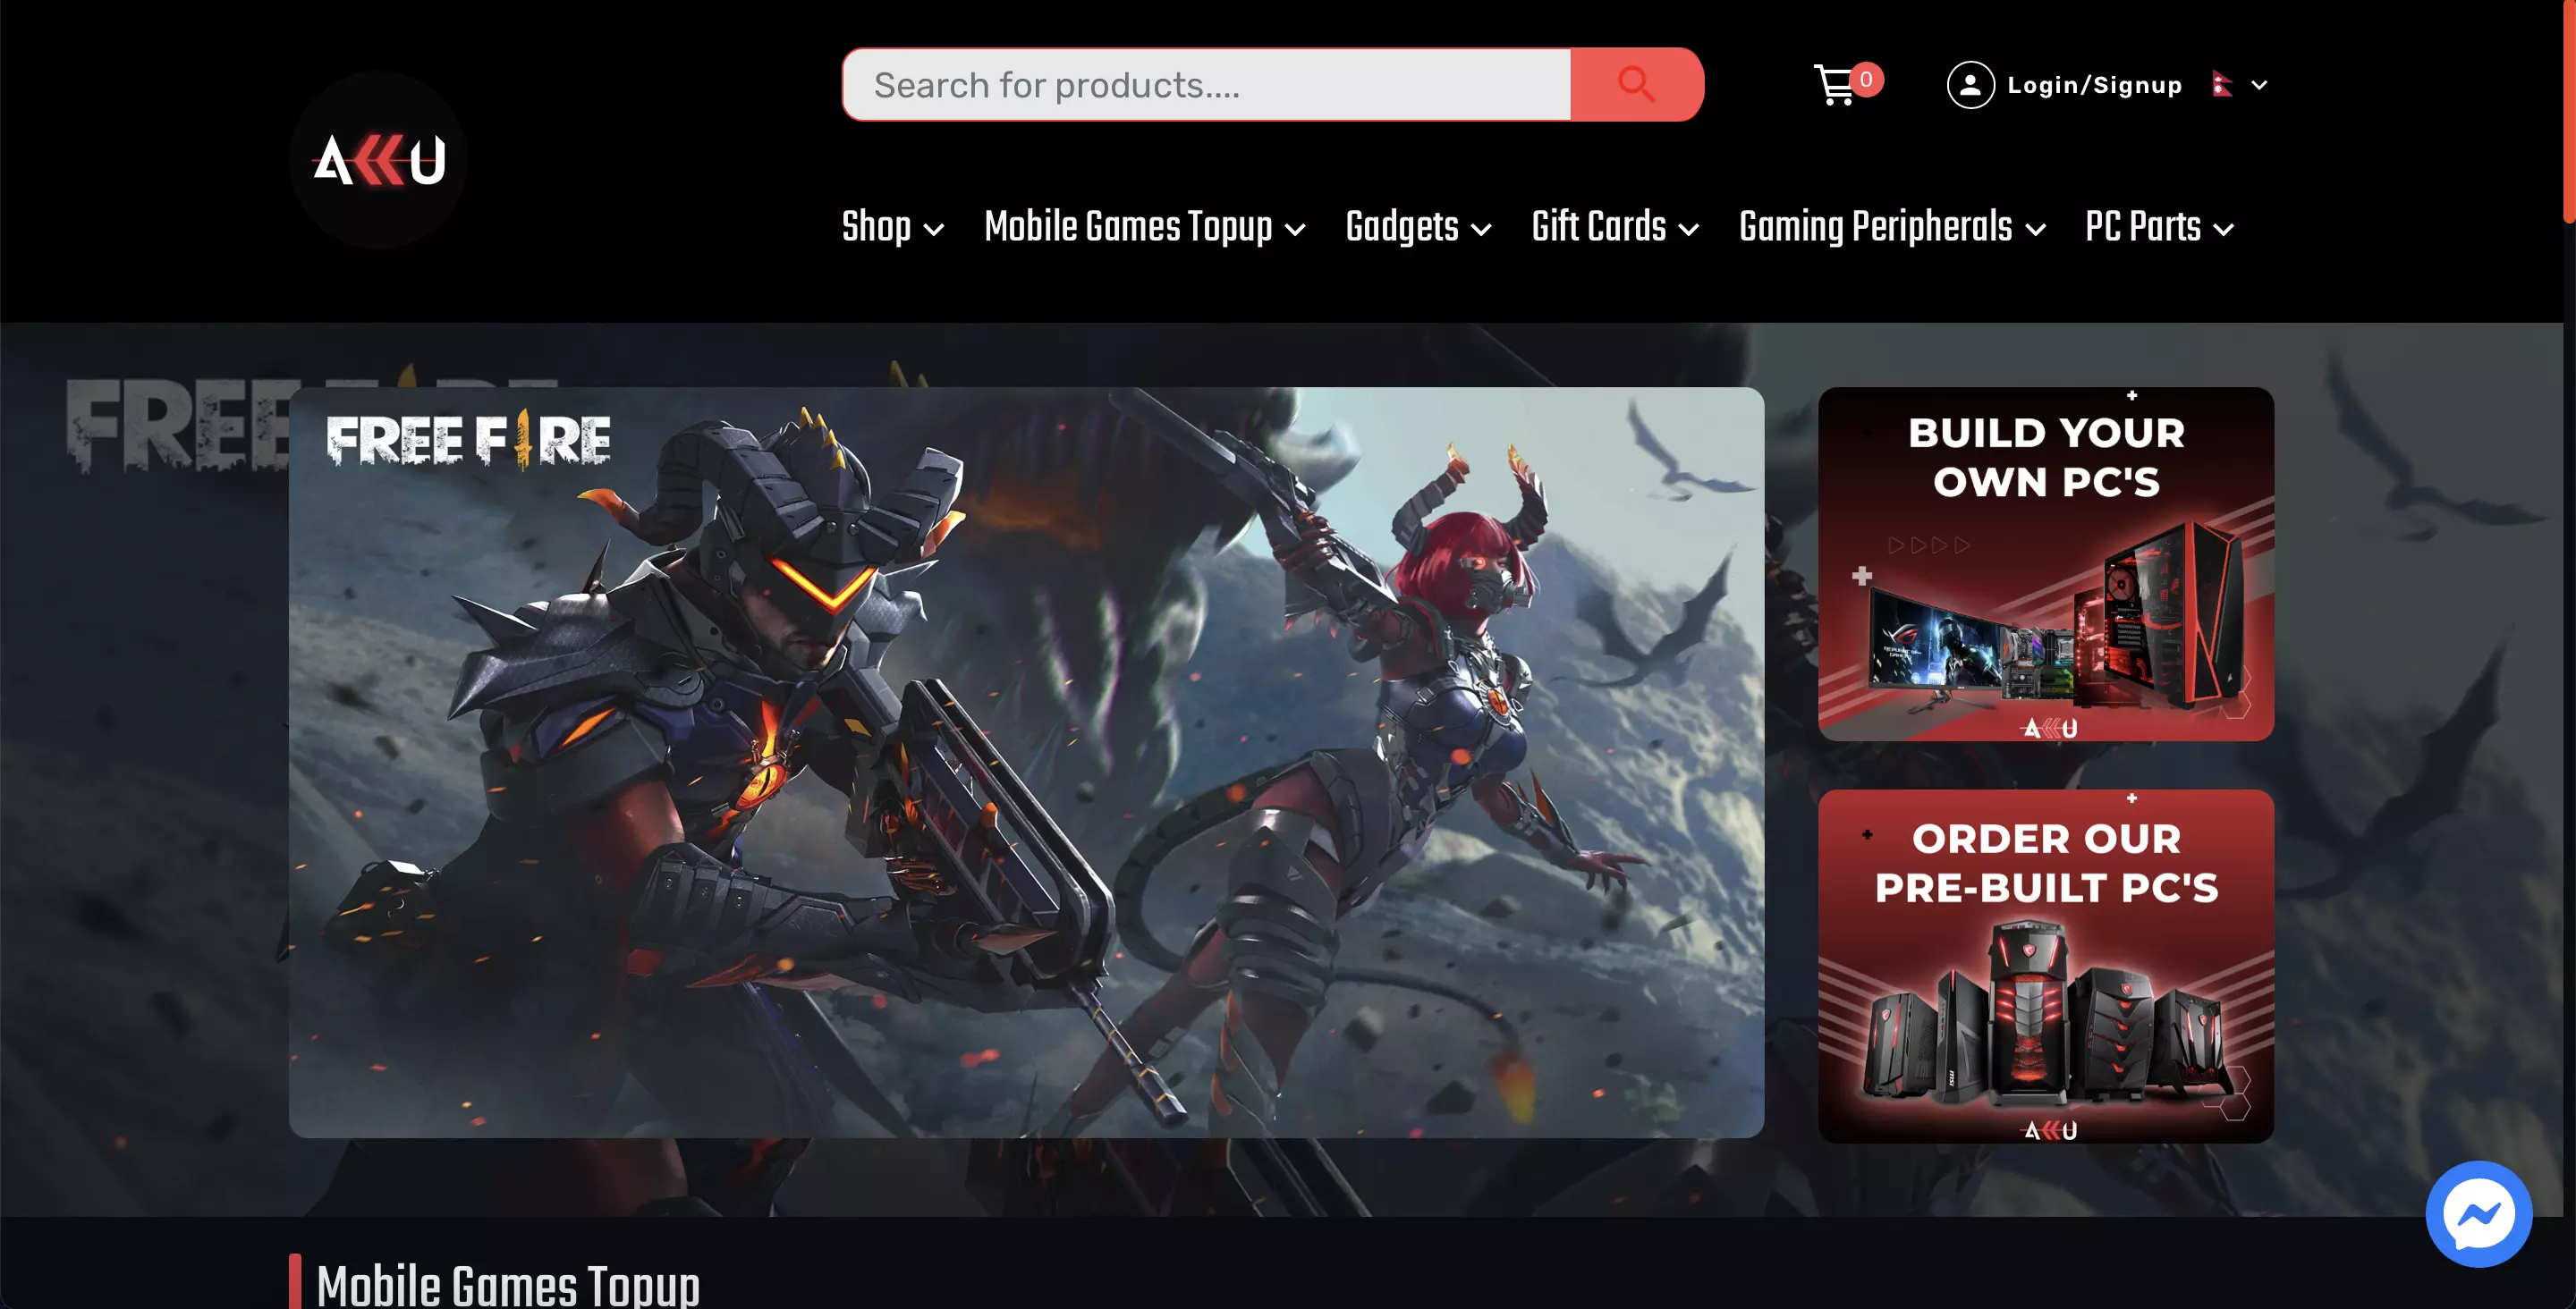 Search for products....
0
Login/Signup
AKKU
Shop
Mobile Games Topup
Gadgets
Gift Cards
Gaming Peripherals
PC Parts
FREE FIRE
FREE FIRE
BUILD YOUR
OWN PC'S
AKKU
ORDER OUR
PRE-BUILT PC'S
msi
AKKU
Mobile Games Topup